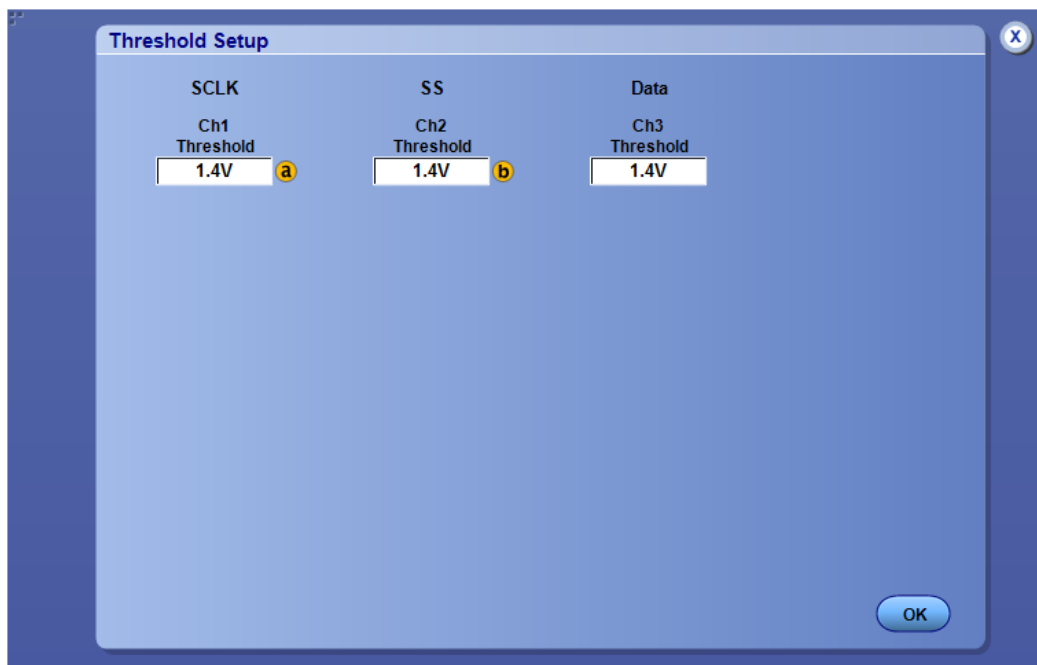 Threshold Setup
X
SCLK SS Data
Ch1 Ch2 Ch3
Threshold Threshold Threshold
1.4V a 1.4V b 1.4V
OK